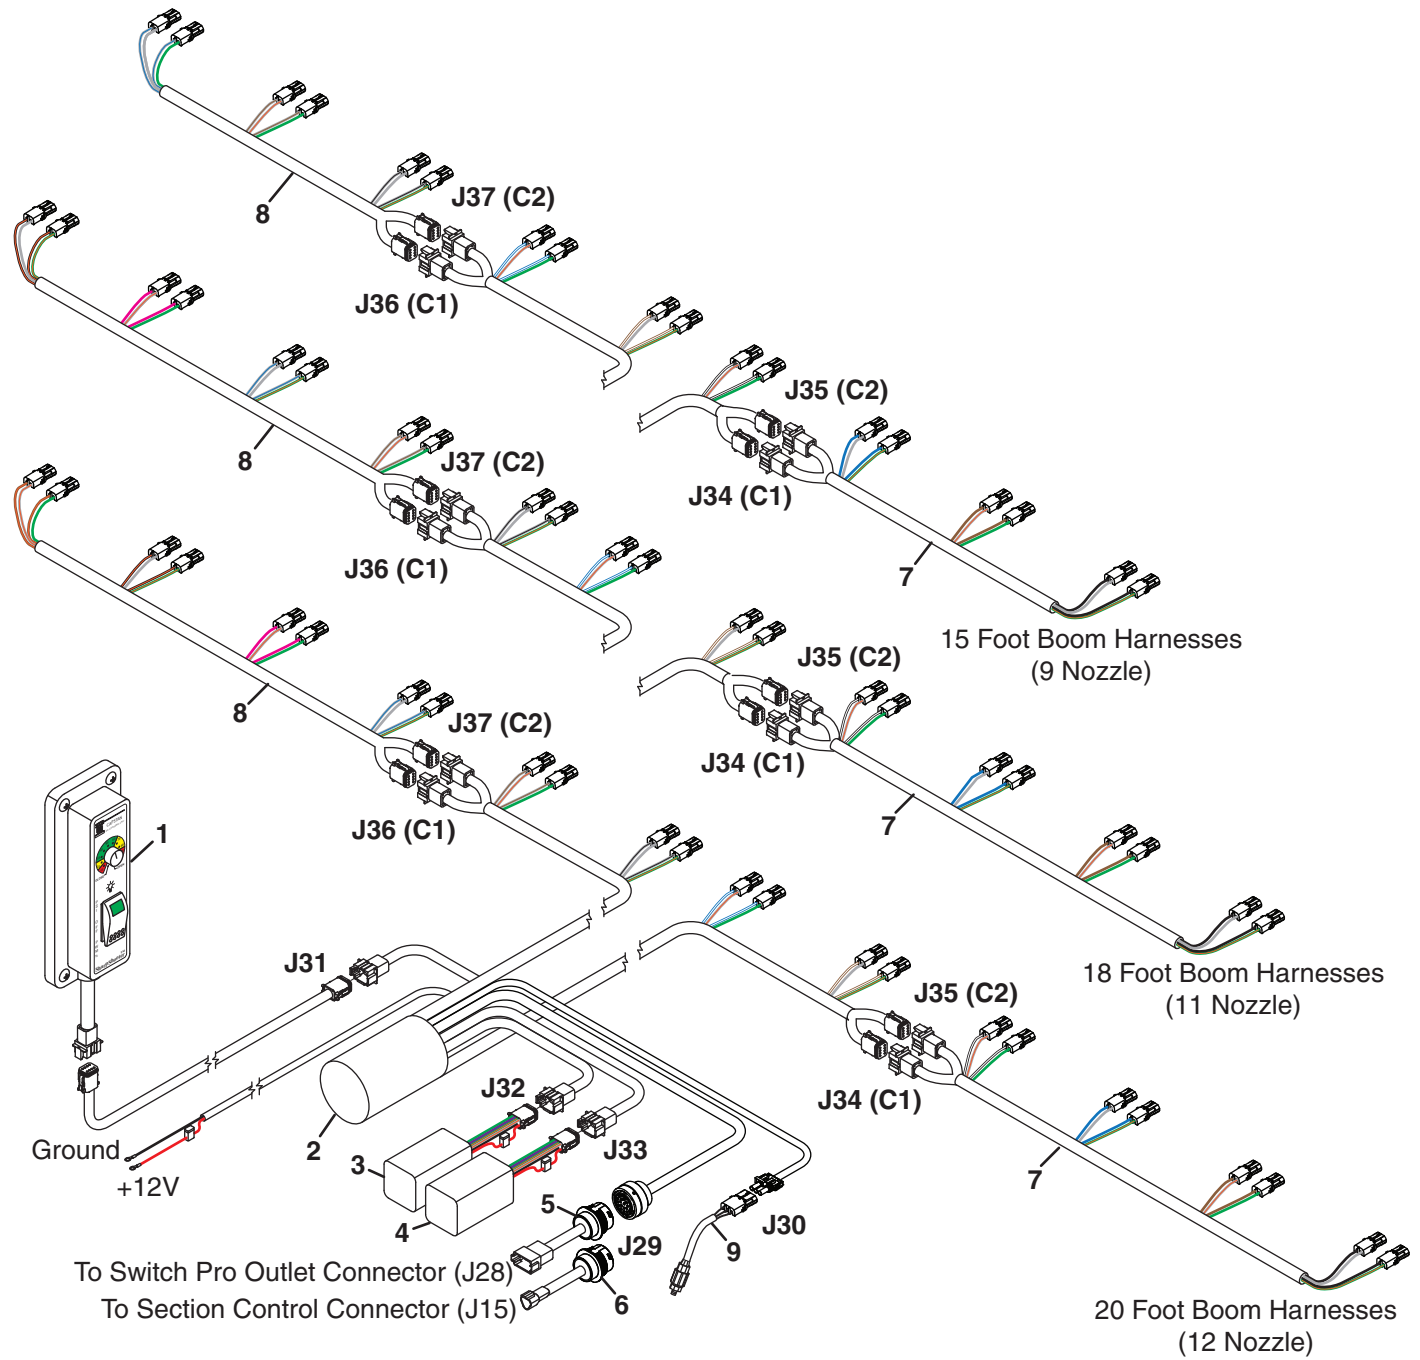 J37 (C2)
8
J36 (C1)
J35 (C2)
8
J37 (C2)
J34 (C1)
J36 (C1)
7
15 Foot Boom Harnesses
(9 Nozzle)
J35 (C2)
8
J37 (C2)
J34 (C1)
J36 (C1)
7
1
18 Foot Boom Harnesses
(11 Nozzle)
J31
J35 (C2)
J32
J34 (C1)
Ground
2
3
J33
+12V
7
5
4
J29
9
J30
To Switch Pro Outlet Connector (J28)
To Section Control Connector (J15)
6
20 Foot Boom Harnesses
(12 Nozzle)